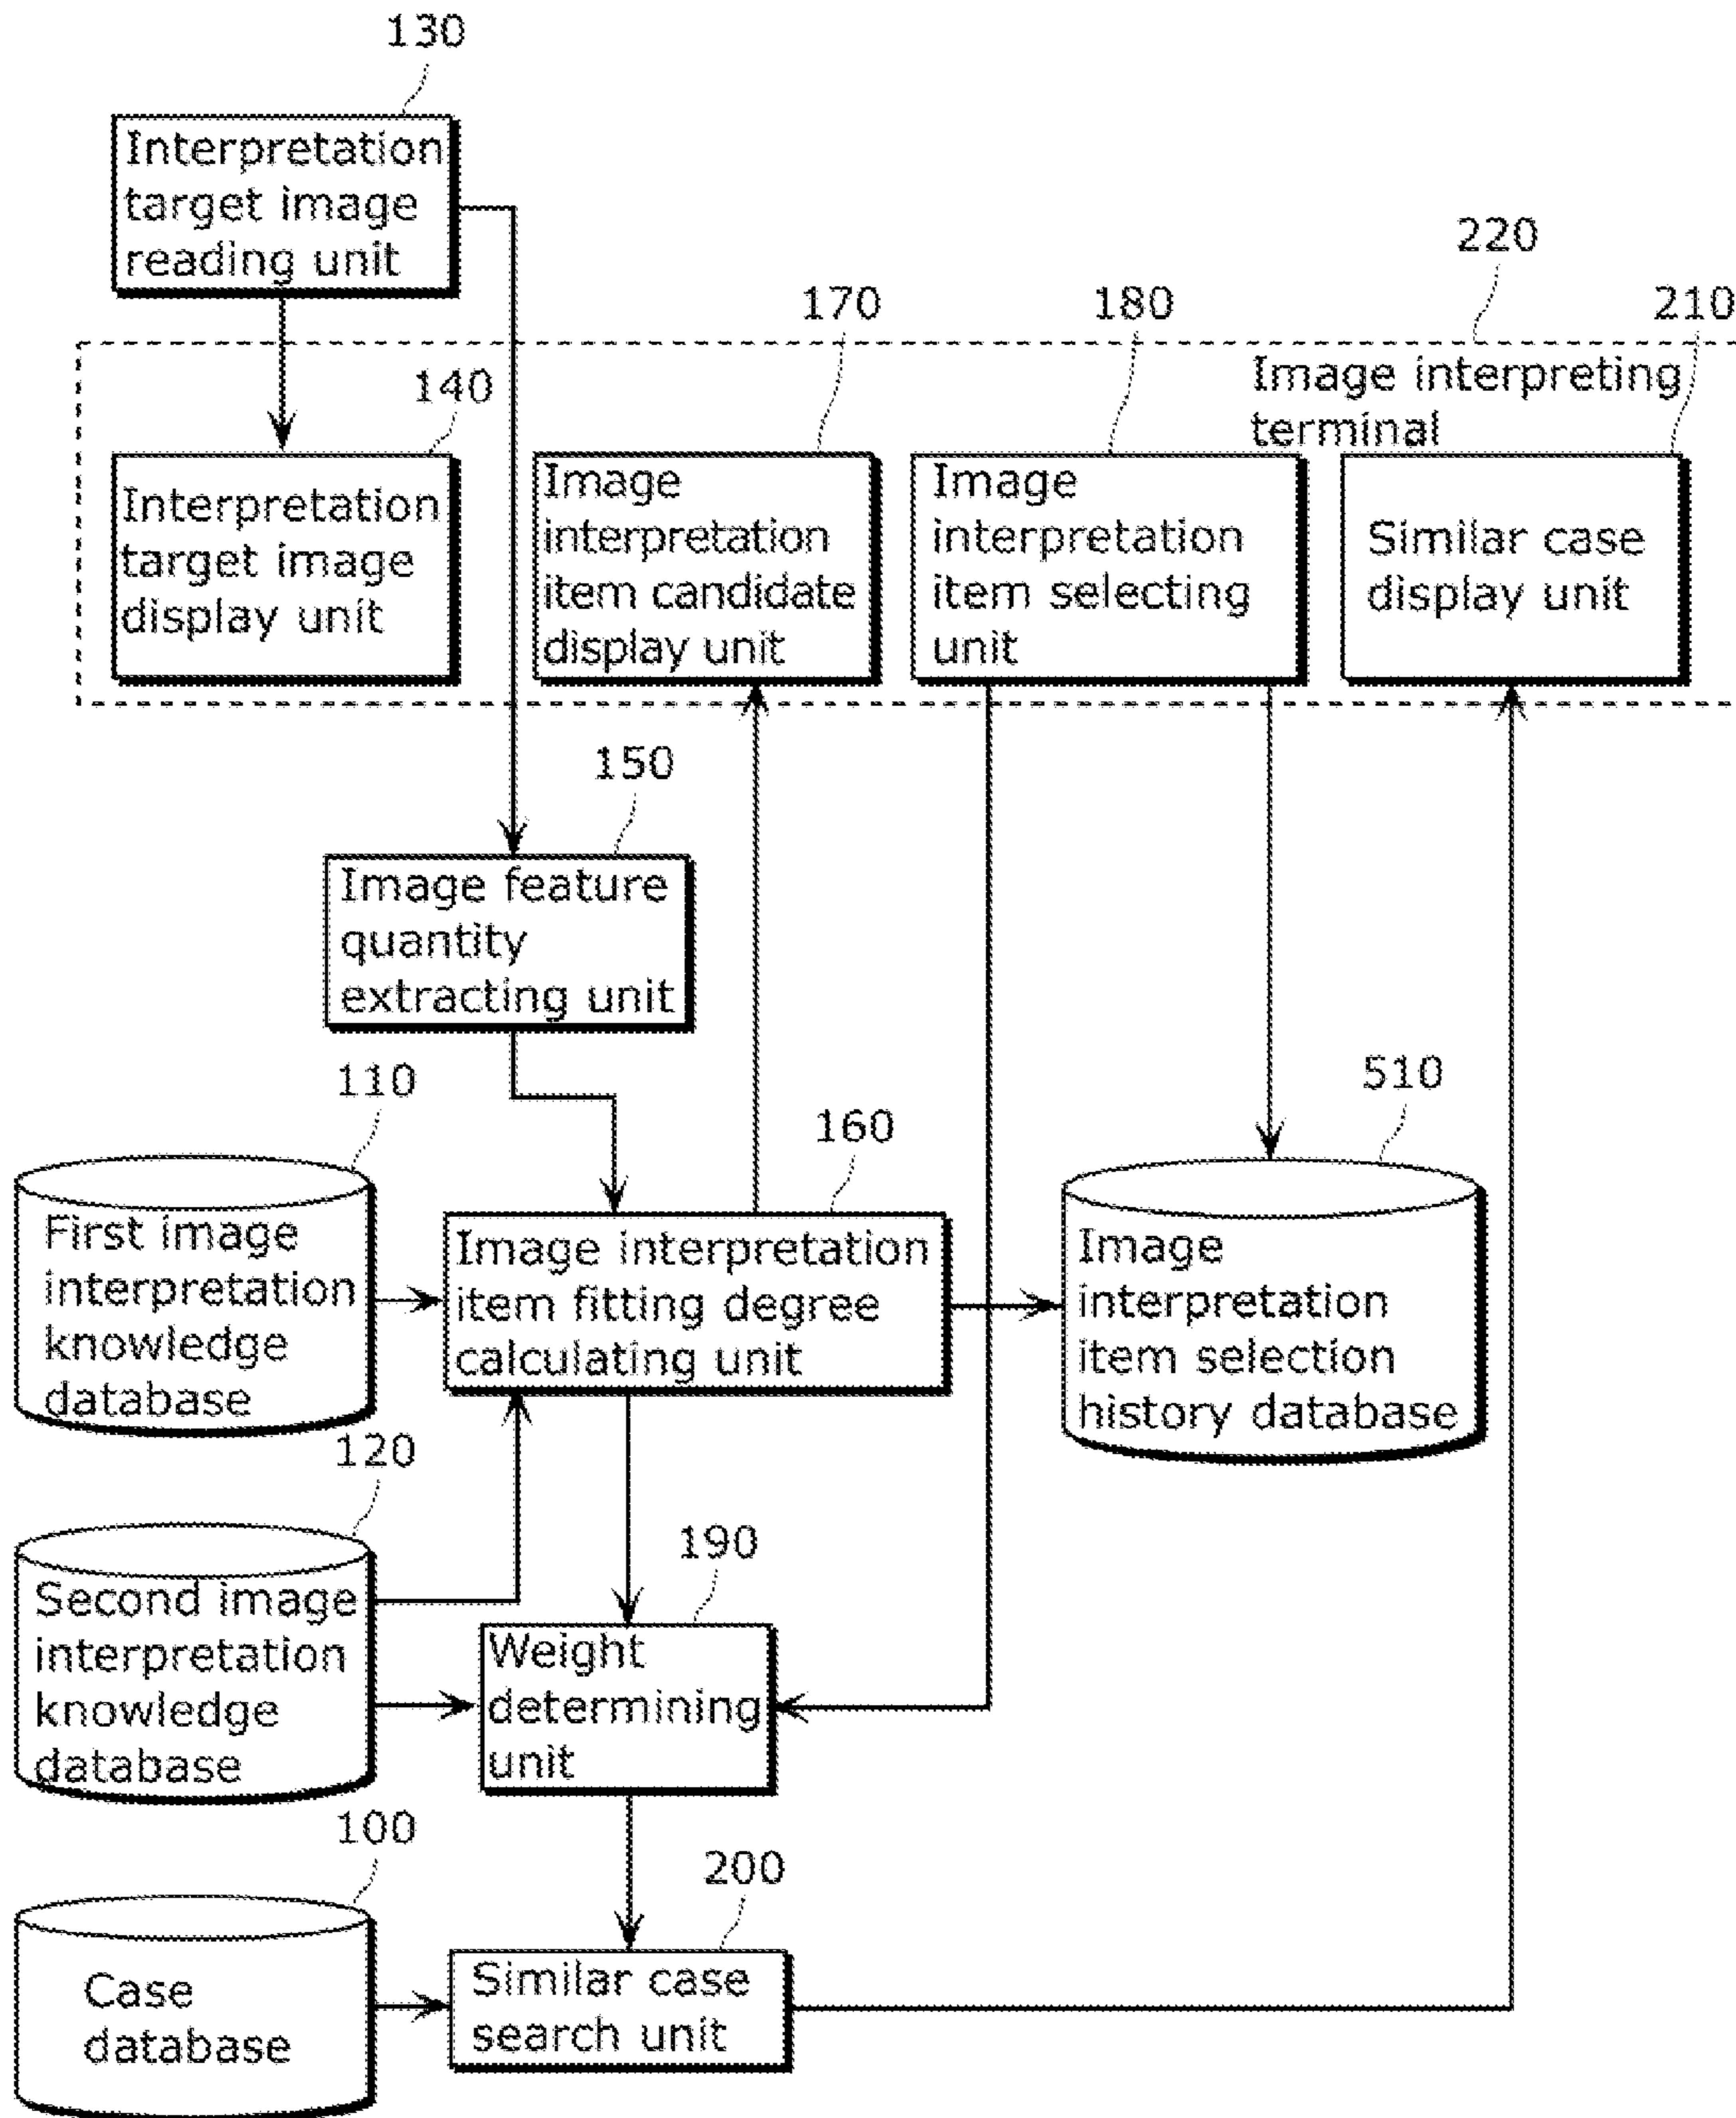 130
Interpretation
target image
reading unit
220
170
180
210
Image interpreting
terminal
140
Interpretation
target image
display unit
Image
interpretation
item candidate
display unit
Image
interpretation
item selecting
unit
Similar case
display unit
150
Image feature
quantity
extracting unit
110
First image
interpretation
knowledge
database
160
Image interpretation
item fitting degree
calculating unit
510
Image
interpretation
item selection
history database
120
Second image
interpretation
knowledge
database
190
Weight
determining
unit
100
Case
database
200
Similar case
search unit